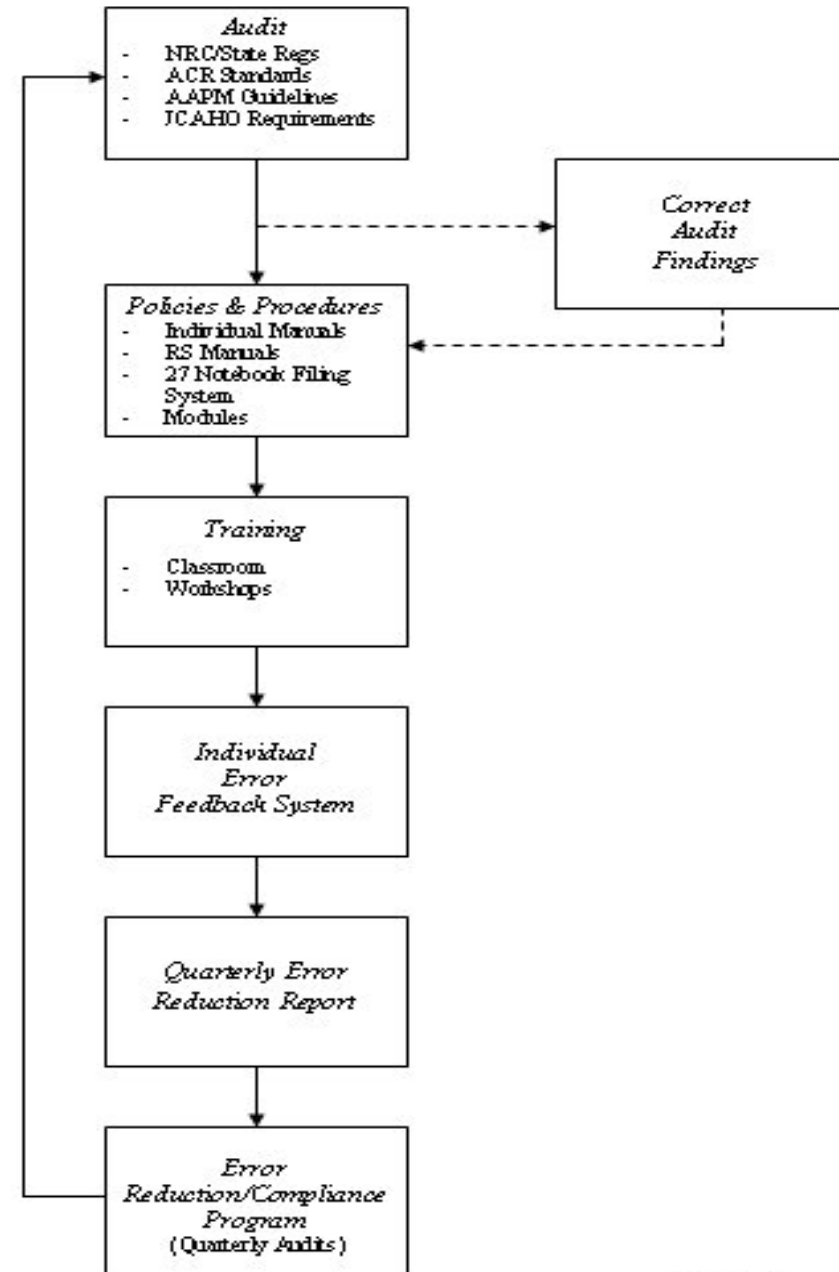 Audit
- NRC/State Regs
- ACR Standards
- AAPM Guidelines
- JCAHO Requirements
Correct
Audit
Findings
Policies & Procedures
- Individual Manuals
- RS Manuals
- 27 Notebook Filing
System
- Modules
Training
- Classroom
- Workshops
Individual
Error
Feedback System
Quarterly Error
Reduction Report
Error
Reduction/Compliance
Program
(Quarterly Audits)